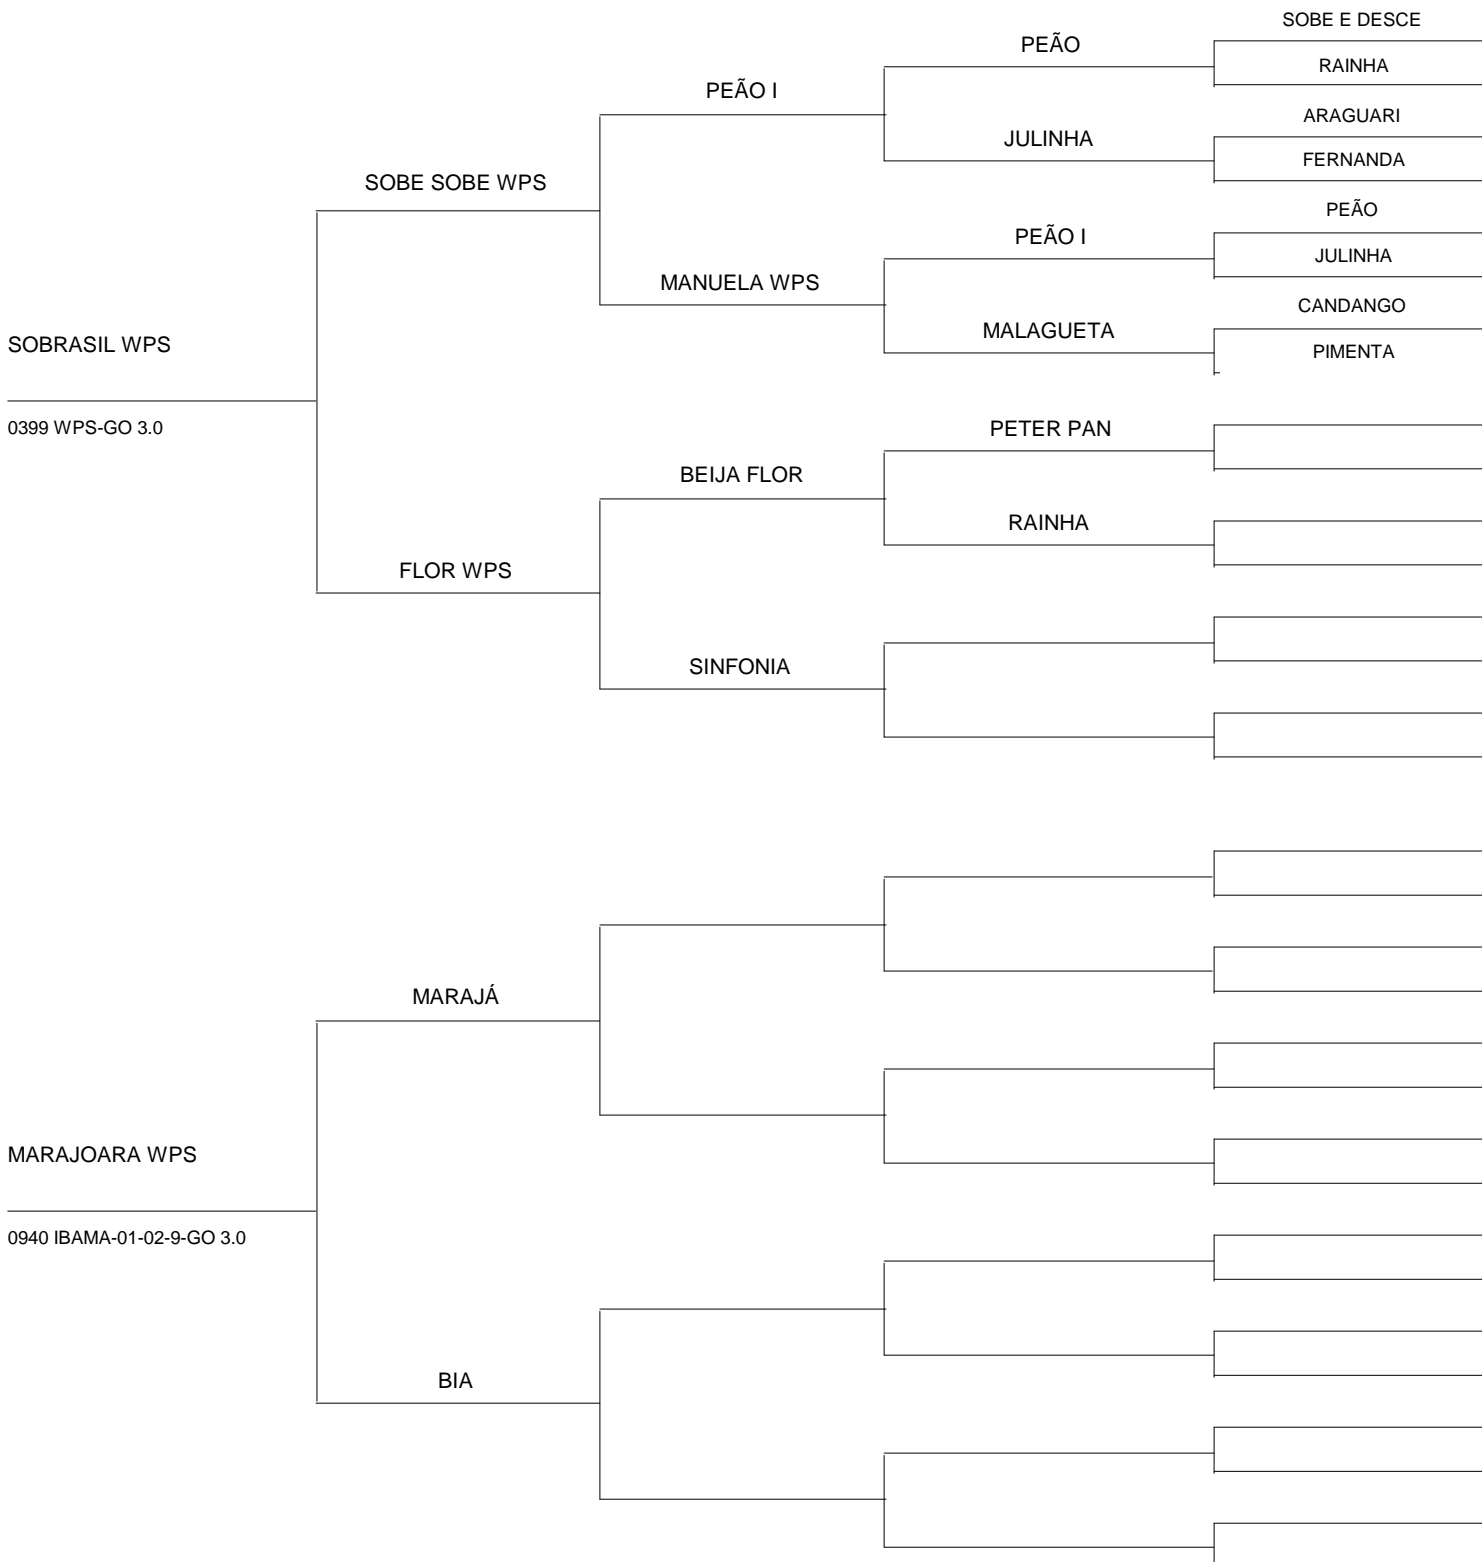 SOBE E DESCE
PEÃO
RAINHA
PEÃO I
ARAGUARI
JULINHA
FERNANDA
SOBE SOBE WPS
PEÃO
PEÃO I
JULINHA
MANUELA WPS
CANDANGO
MALAGUETA
SOBRASIL WPS
PIMENTA
0399 WPS-GO 3.0
PETER PAN
BEIJA FLOR
RAINHA
FLOR WPS
SINFONIA
MARAJÁ
MARAJOARA WPS
0940 IBAMA-01-02-9-GO 3.0
BIA